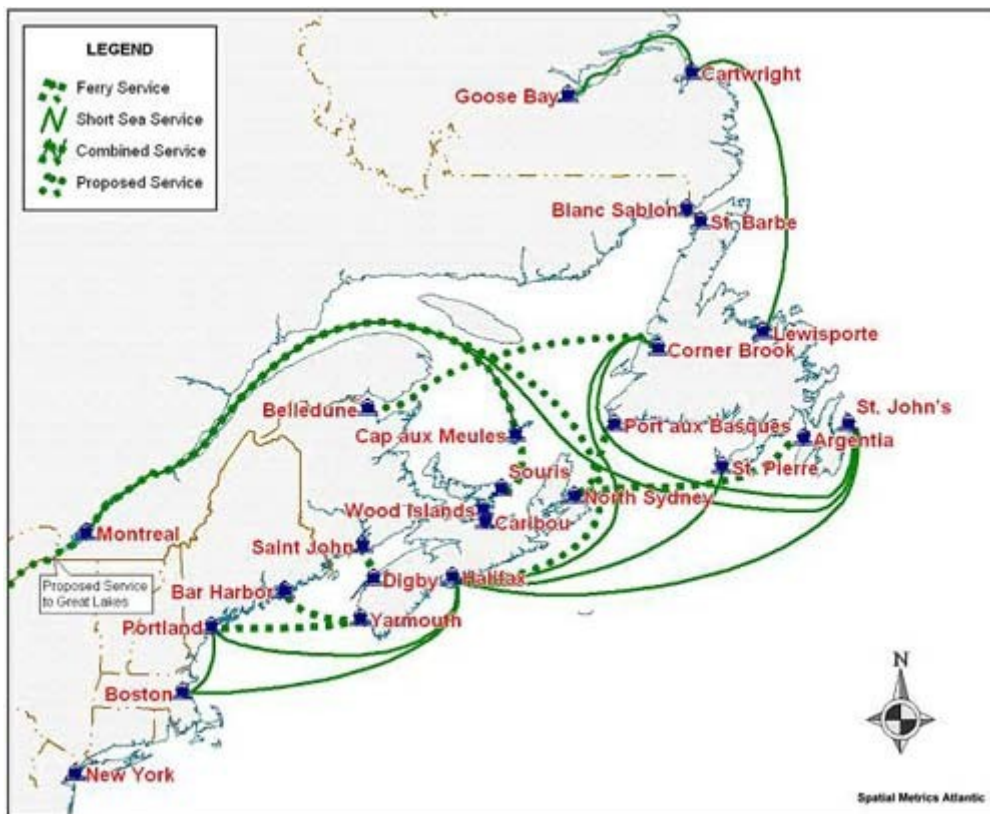 LEGEND
Ferry Service
Short Sea Service
Combined Service
Proposed Service
Cartwright
Goose Bay
Blanc Sablon
St. Barbe
Lewisporte
Corner Brook
Belledune
St. John's
Port aux Basques
Argentia
Cap aux Meules
St. Pierre
Souris
North Sydney
Wood Islands
Caribou
Montreal
Saint John
Digby
Halifax
Proposed Service
to Great Lakes
Bar Harbor
Yarmouth
Portland
N
Boston
New York
Spatial Metrics Atlantic